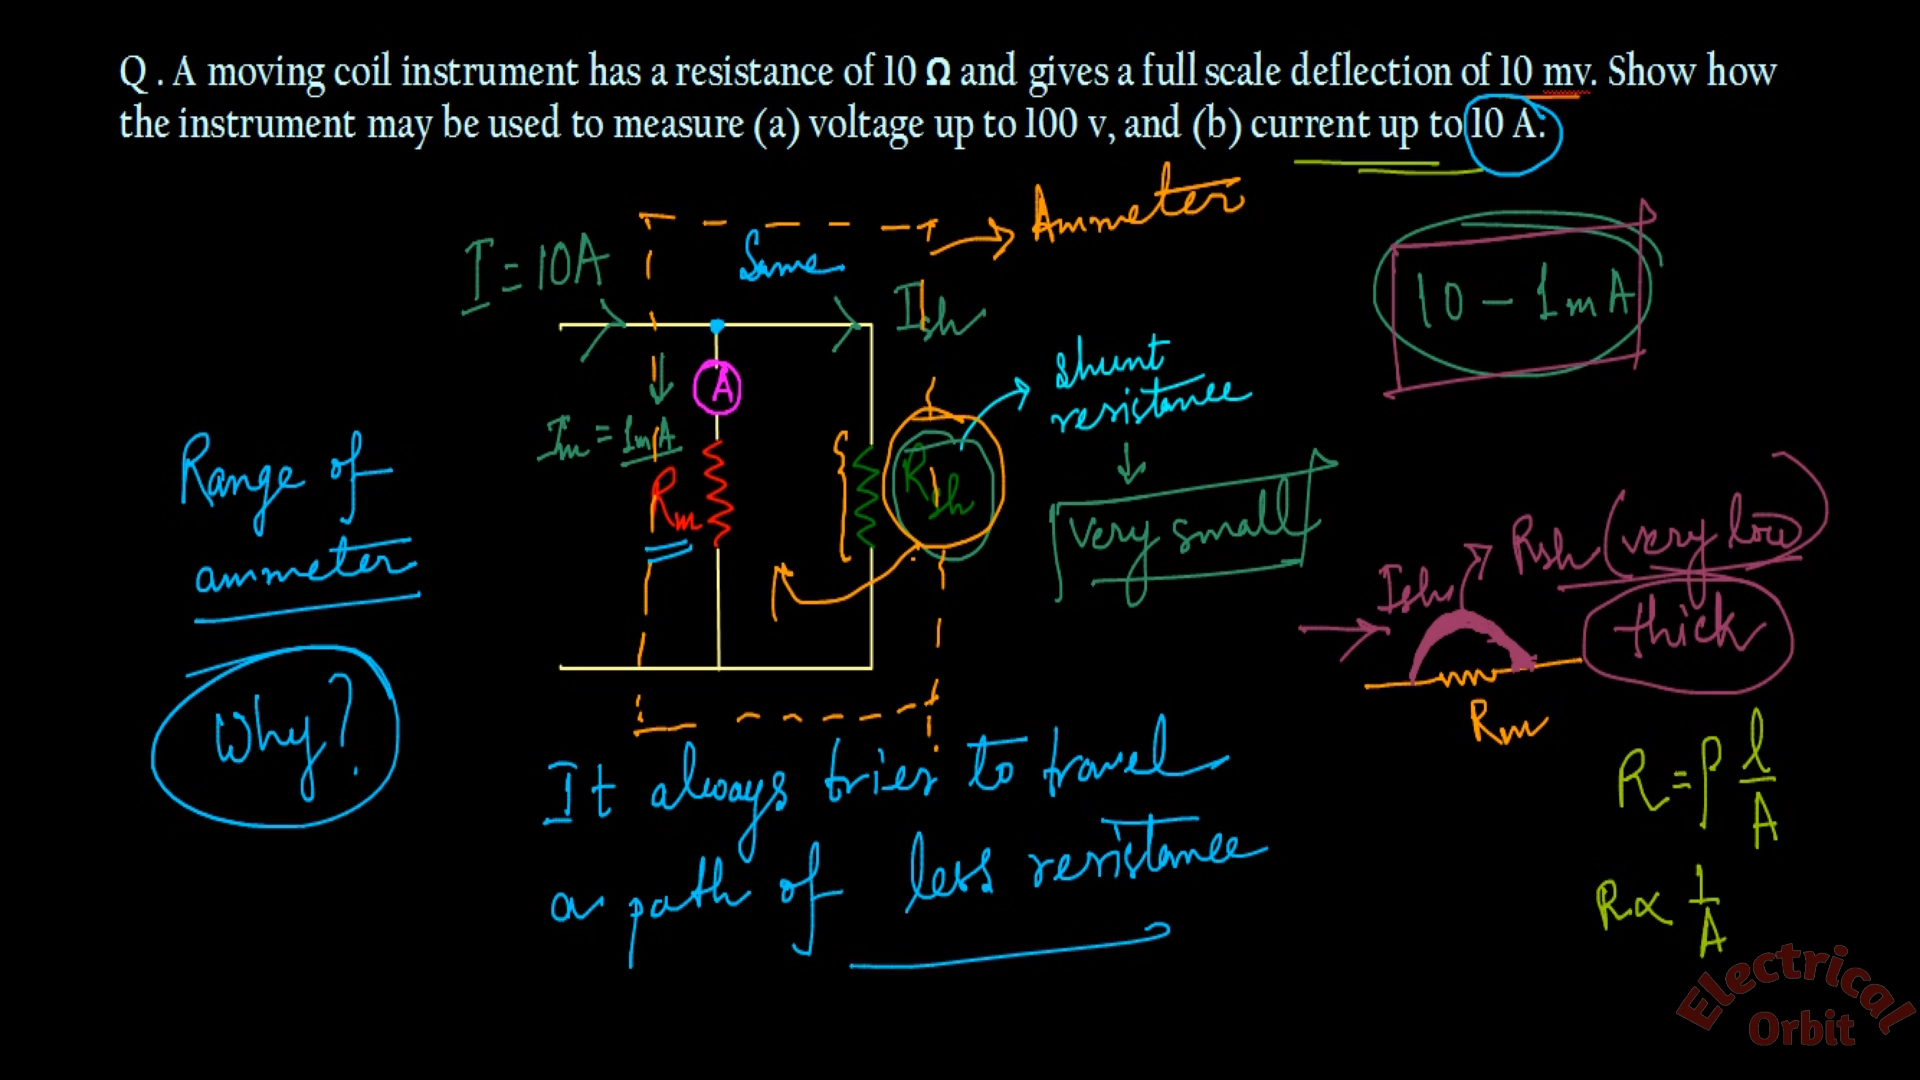 Q . A moving coil instrument has a resistance of 10 Ω and gives a full scale deflection of 10 mv. Show how
the instrument may be used to measure (a) voltage up to 100 v, and (b) current up to 10 A.
Ammeter
I = 10A
Same
Ish
10 - 1mA
Shunt
resistance
A
Im = 1mA
Rm
Rsh
very small
Range of
ammeter
Why?
Ish
Rsh (very low)
thick
Rm
It always tries to travel
a path of less resistance
R = ρ l/A
R ∝ 1/A
Electrical
Orbit